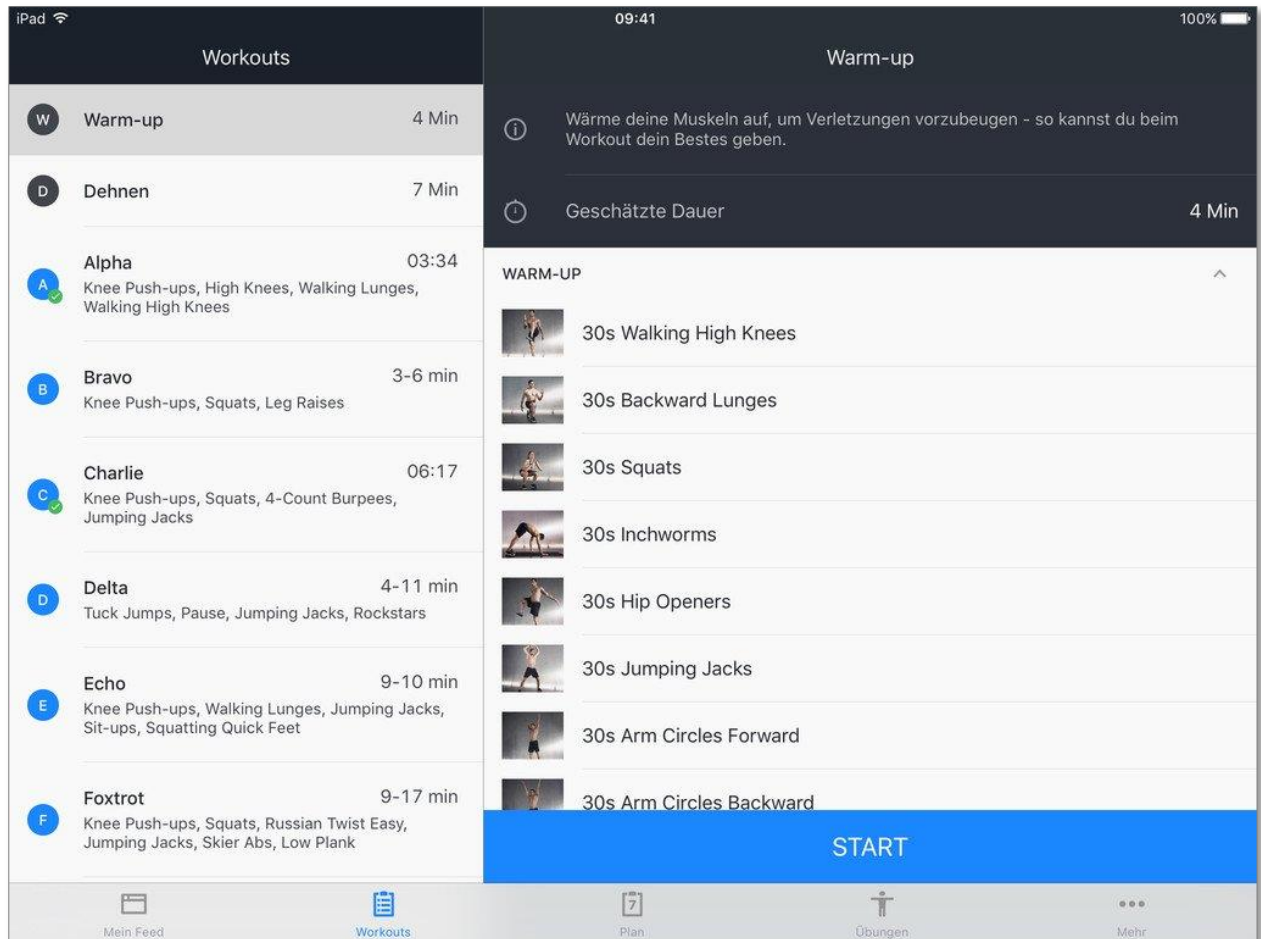 iPad
09:41
100%
Workouts
W
Warm-up
4 Min
D
Dehnen
7 Min
A
Alpha
03:34
Knee Push-ups, High Knees, Walking Lunges,
Walking High Knees
B
Bravo
3-6 min
Knee Push-ups, Squats, Leg Raises
C
Charlie
06:17
Knee Push-ups, Squats, 4-Count Burpees,
Jumping Jacks
D
Delta
4-11 min
Tuck Jumps, Pause, Jumping Jacks, Rockstars
E
Echo
9-10 min
Knee Push-ups, Walking Lunges, Jumping Jacks,
Sit-ups, Squatting Quick Feet
F
Foxtrot
9-17 min
Knee Push-ups, Squats, Russian Twist Easy,
Jumping Jacks, Skier Abs, Low Plank
Warm-up
Wärme deine Muskeln auf, um Verletzungen vorzubeugen - so kannst du beim
Workout dein Bestes geben.
Geschätzte Dauer
4 Min
WARM-UP
30s Walking High Knees
30s Backward Lunges
30s Squats
30s Inchworms
30s Hip Openers
30s Jumping Jacks
30s Arm Circles Forward
30s Arm Circles Backward
START
Mein Feed
Workouts
7
Plan
Übungen
Mehr